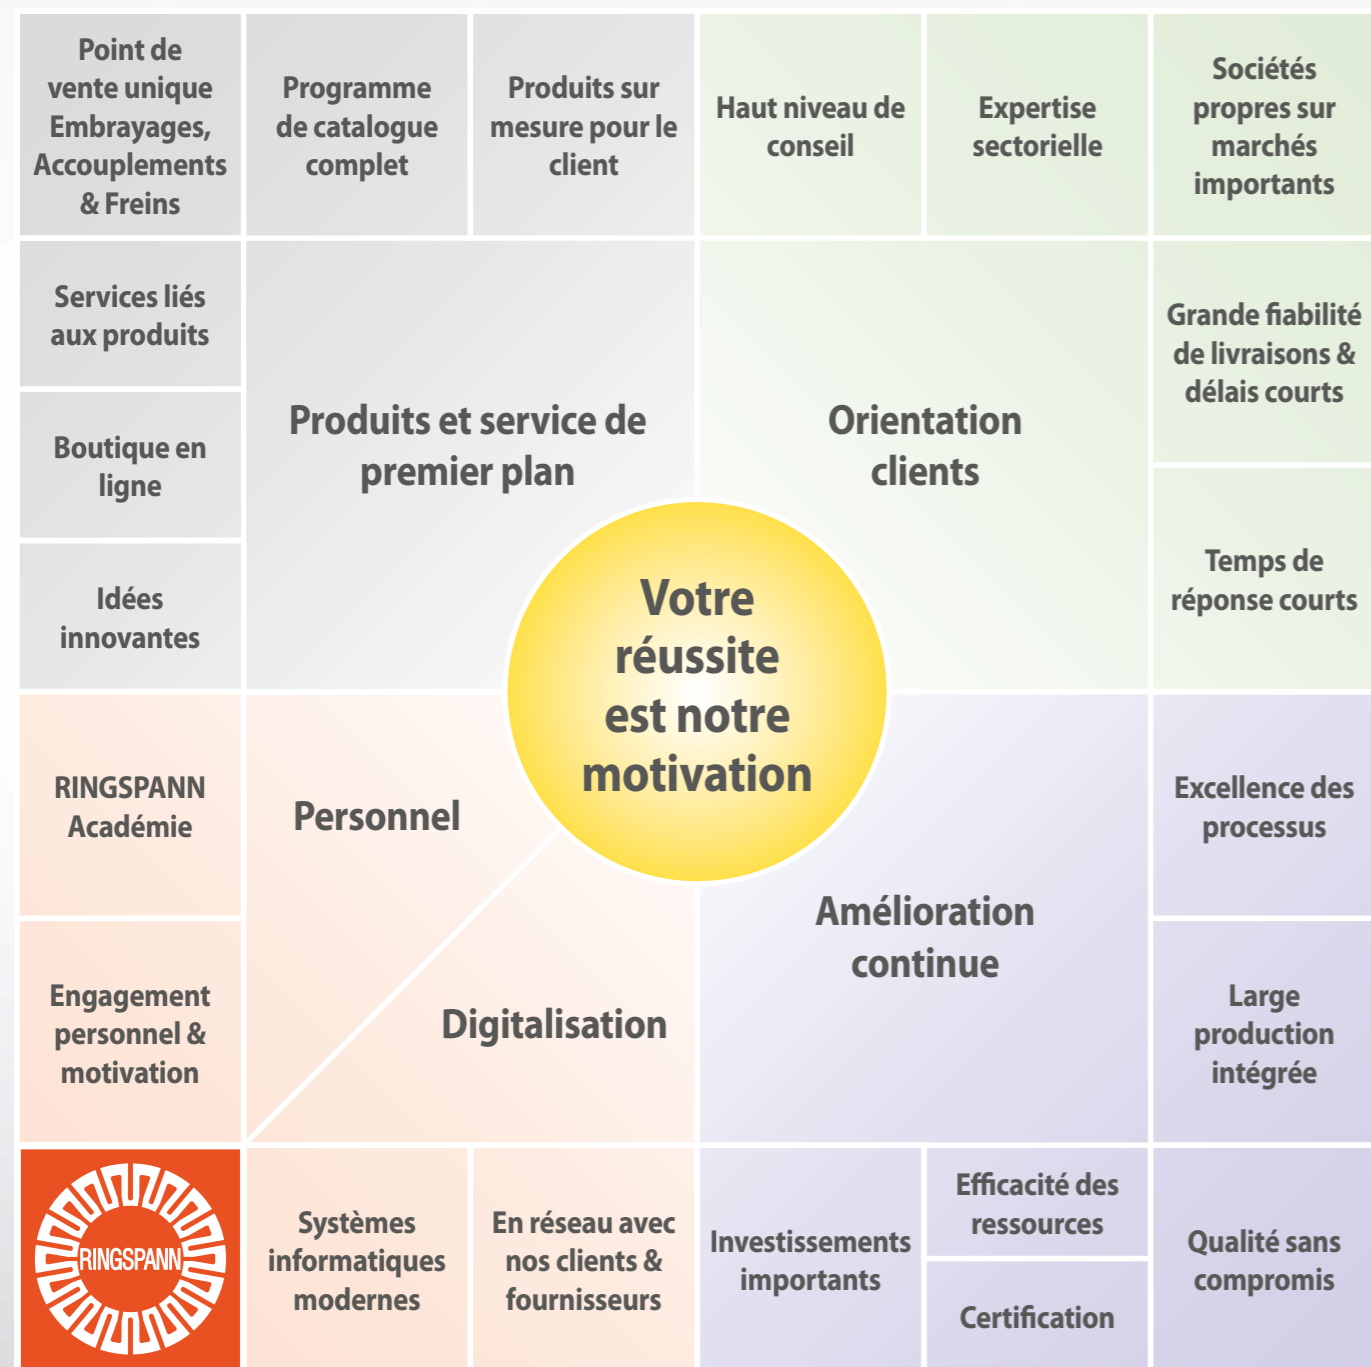 Point de
vente unique
Embrayages,
Accouplements
& Freins
Programme
de catalogue
complet
Produits sur
mesure pour le
client
Haut niveau de
conseil
Expertise
sectorielle
Sociétés
propres sur
marchés
importants
Services liés
aux produits
Boutique en
ligne
Idées
innovantes
Produits et service de
premier plan
Orientation
clients
Grande fiabilité
de livraisons &
délais courts
Temps de
réponse courts
Votre
réussite
est notre
motivation
RINGSPANN
Académie
Engagement
personnel &
motivation
Personnel
Digitalisation
Amélioration
continue
Excellence des
processus
Large
production
intégrée
RINGSPANN
Systèmes
informatiques
modernes
En réseau avec
nos clients &
fournisseurs
Investissements
importants
Efficacité des
ressources
Certification
Qualité sans
compromis